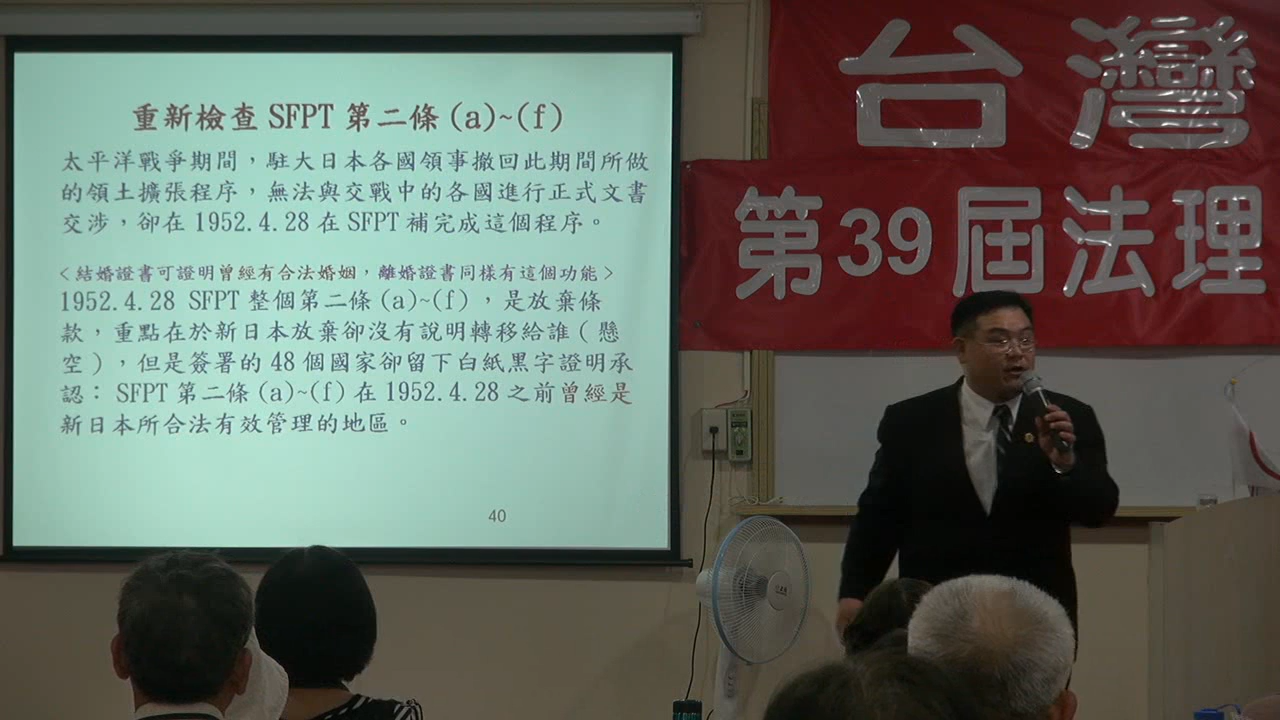 重新檢查 SFPT 第二條 (a)~(f)
太平洋戰爭期間，駐大日本各國領事撤回此期間所做
的領土擴張程序，無法與交戰中的各國進行正式文書
交涉，卻在 1952.4.28 在 SFPT 補完成這個程序。
<結婚證書可證明曾經有合法婚姻，離婚證書同樣有這個功能>
1952.4.28 SFPT 整個第二條 (a)~(f) ，是放棄條
款，重點在於新日本放棄卻沒有說明轉移給誰（懸
空），但是簽署的 48 個國家卻留下白紙黑字證明承
認： SFPT 第二條 (a)~(f) 在 1952.4.28 之前曾經是
新日本所合法有效管理的地區。
40
台灣
第39屆法理